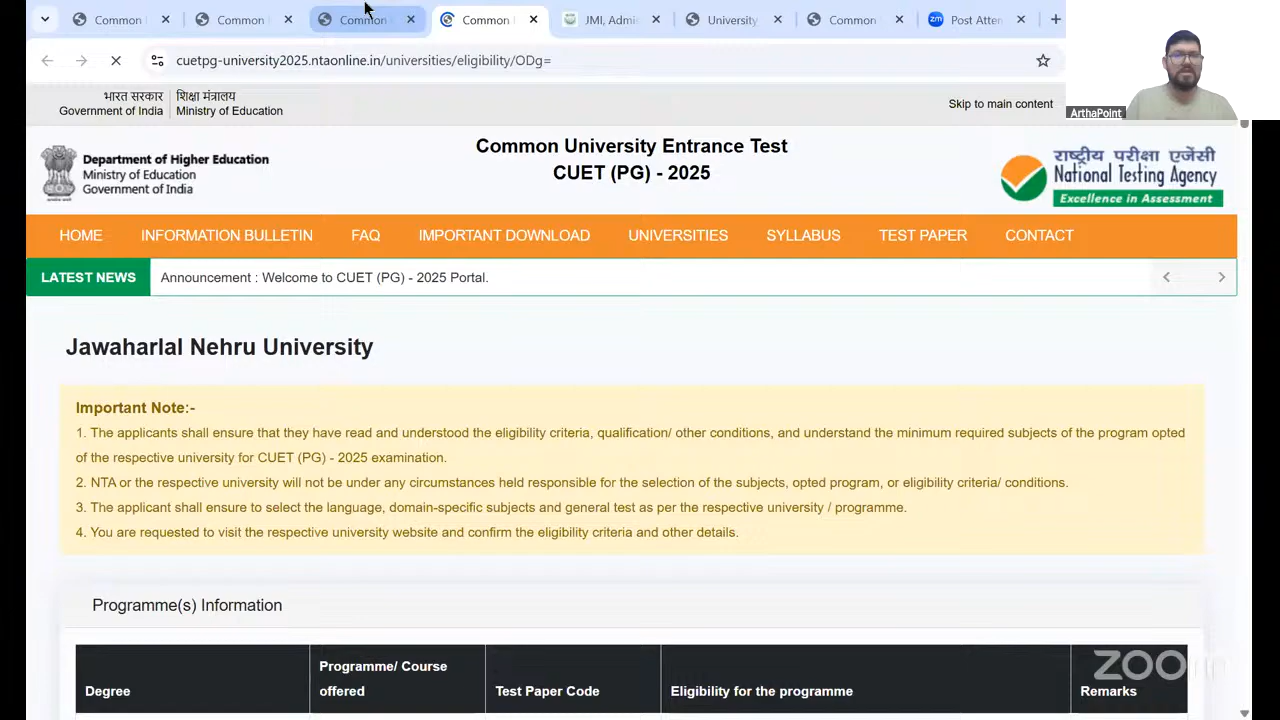 Common
Common
Common
Common
JMI, Admi
University
Common
Post Atten
cuetpg-university2025.ntaonline.in/universities/eligibility/ODg=
भारत सरकार
Government of India
शिक्षा मंत्रालय
Ministry of Education
Skip to main content
ArthaPoint
Department of Higher Education
Ministry of Education
Government of India
Common University Entrance Test
CUET (PG) - 2025
राष्ट्रीय परीक्षा एजेंसी
National Testing Agency
Excellence in Assessment
HOME INFORMATION BULLETIN FAQ IMPORTANT DOWNLOAD UNIVERSITIES SYLLABUS TEST PAPER CONTACT
LATEST NEWS
Announcement : Welcome to CUET (PG) - 2025 Portal.
Jawaharlal Nehru University
Important Note:-
1. The applicants shall ensure that they have read and understood the eligibility criteria, qualification/ other conditions, and understand the minimum required subjects of the program opted
of the respective university for CUET (PG) - 2025 examination.
2. NTA or the respective university will not be under any circumstances held responsible for the selection of the subjects, opted program, or eligibility criteria/ conditions.
3. The applicant shall ensure to select the language, domain-specific subjects and general test as per the respective university / programme.
4. You are requested to visit the respective university website and confirm the eligibility criteria and other details.
Programme(s) Information
Degree
Programme/ Course
offered
Test Paper Code
Eligibility for the programme
Remarks
zoom